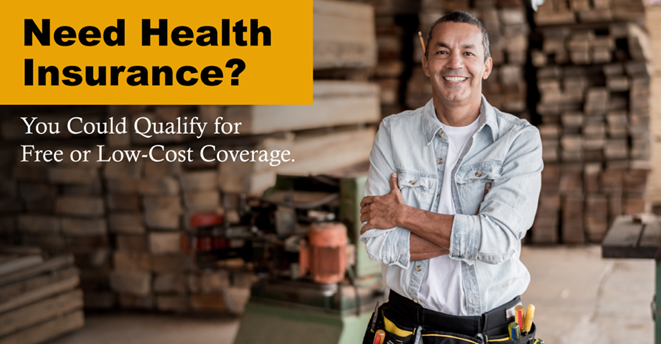 Need Health
Insurance?
You Could Qualify for
Free or Low-Cost Coverage.